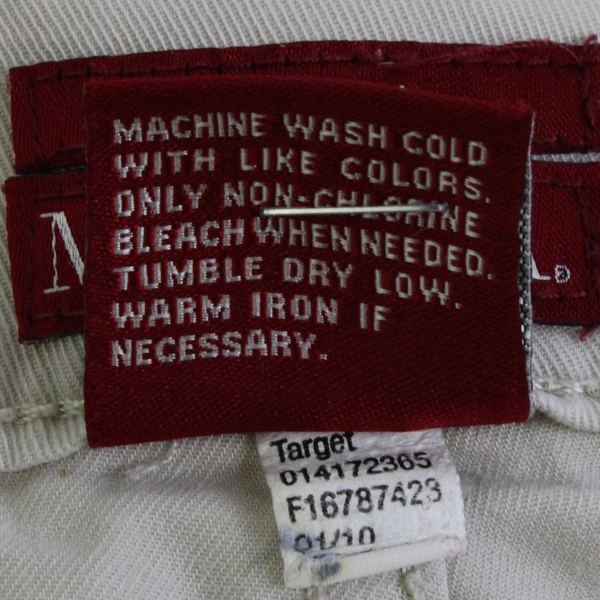 MACHINE WASH COLD
WITH LIKE COLORS.
ONLY NON-CHLORINE
BLEACH WHEN NEEDED.
TUMBLE DRY LOW.
WARM IRON IF
NECESSARY.
Target
014172365
F16787423
01/10